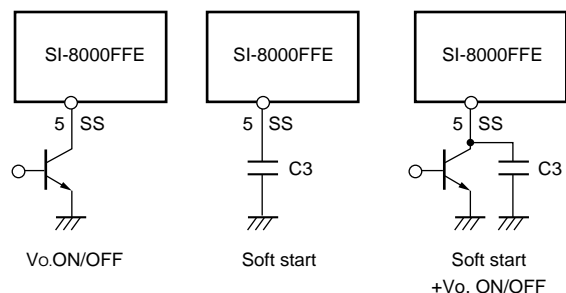 SI-8000FFE
5 SS
Vo.ON/OFF
SI-8000FFE
5 SS
C3
Soft start
SI-8000FFE
5 SS
C3
Soft start
+Vo. ON/OFF